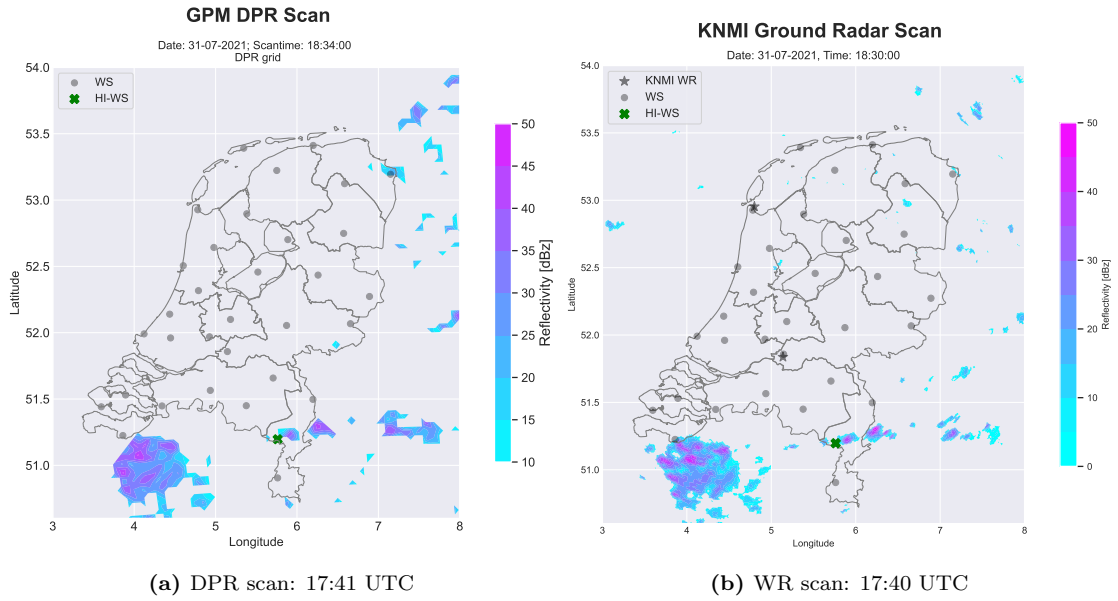 GPM DPR Scan
Date: 31-07-2021; Scantime: 18:34:00
DPR grid
WS
HI-WS
54.0
53.5
53.0
52.5
52.0
51.5
51.0
Latitude
3
4
5
6
7
8
Longitude
50
45
40
35
30
25
20
15
10
Reflectivity [dBz]
(a) DPR scan: 17:41 UTC
KNMI Ground Radar Scan
Date: 31-07-2021, Time: 18:30:00
KNMI WR
WS
HI-WS
54.0
53.5
53.0
52.5
52.0
51.5
51.0
Latitude
3
4
5
6
7
8
Longitude
50
40
30
20
10
0
Reflectivity [dBz]
(b) WR scan: 17:40 UTC